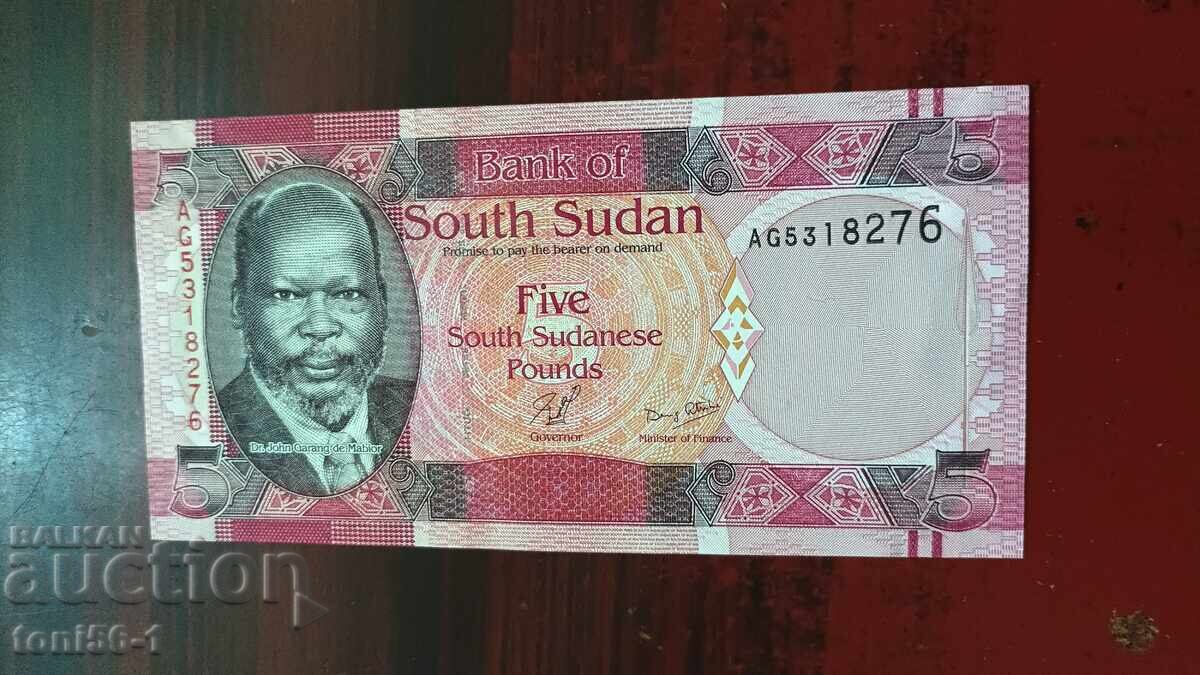 5
5
Bank of
South Sudan
Promise to pay the bearer on demand
AG5318276
AG5318276
Five
South Sudanese
Pounds
Governor
Minister of Finance
Dr. John Garang de Mabior
5
5
BALKAN
auction
toni56-1